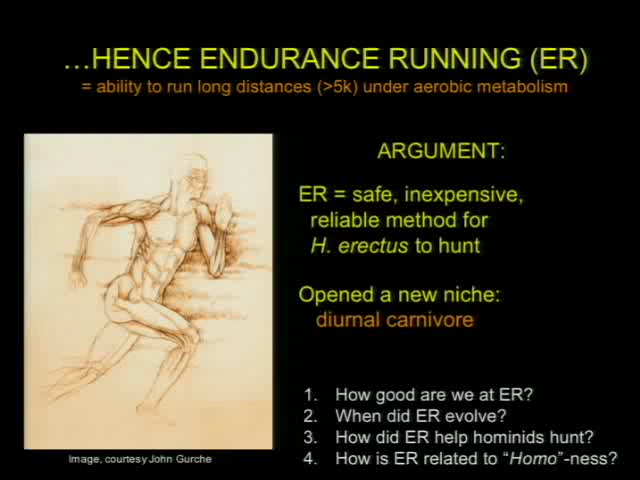 …HENCE ENDURANCE RUNNING (ER)
= ability to run long distances (>5k) under aerobic metabolism
ARGUMENT:
ER = safe, inexpensive,
reliable method for
H. erectus to hunt
Opened a new niche:
diurnal carnivore
1. How good are we at ER?
2. When did ER evolve?
3. How did ER help hominids hunt?
4. How is ER related to “Homo”-ness?
Image, courtesy John Gurche